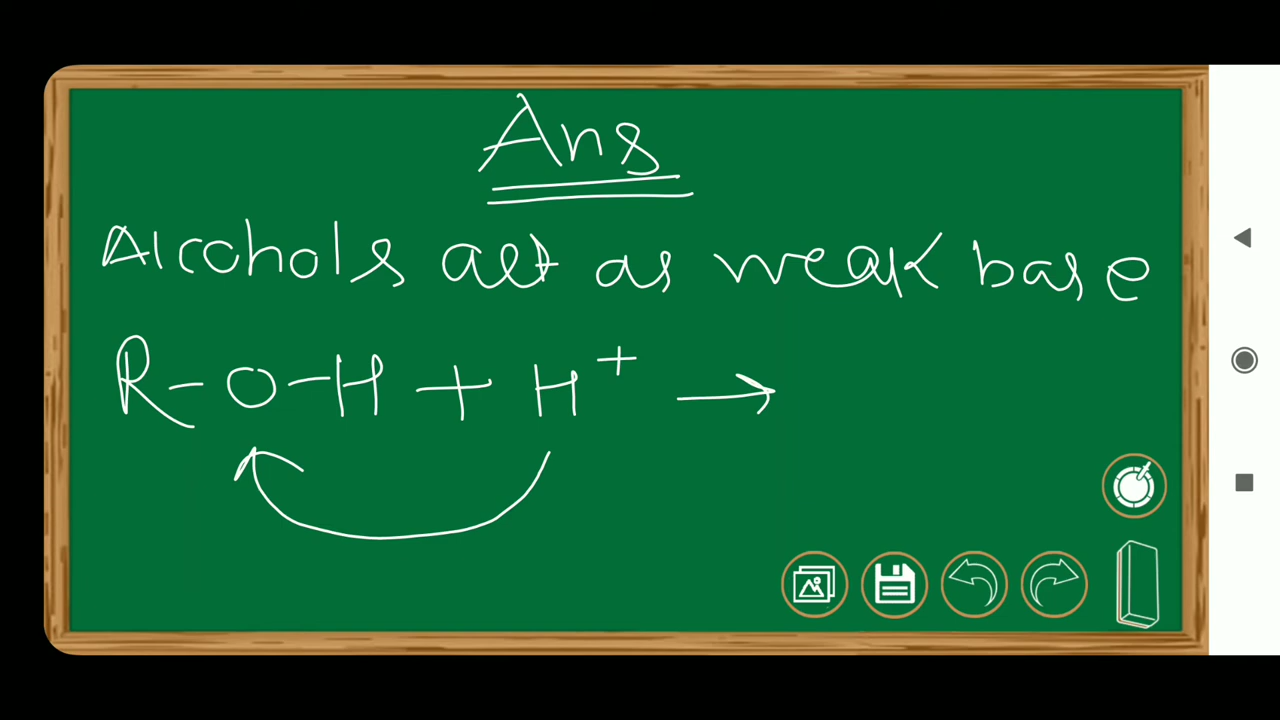 Ans
Alcohols act as weak base
R-O-H + H⁺ →